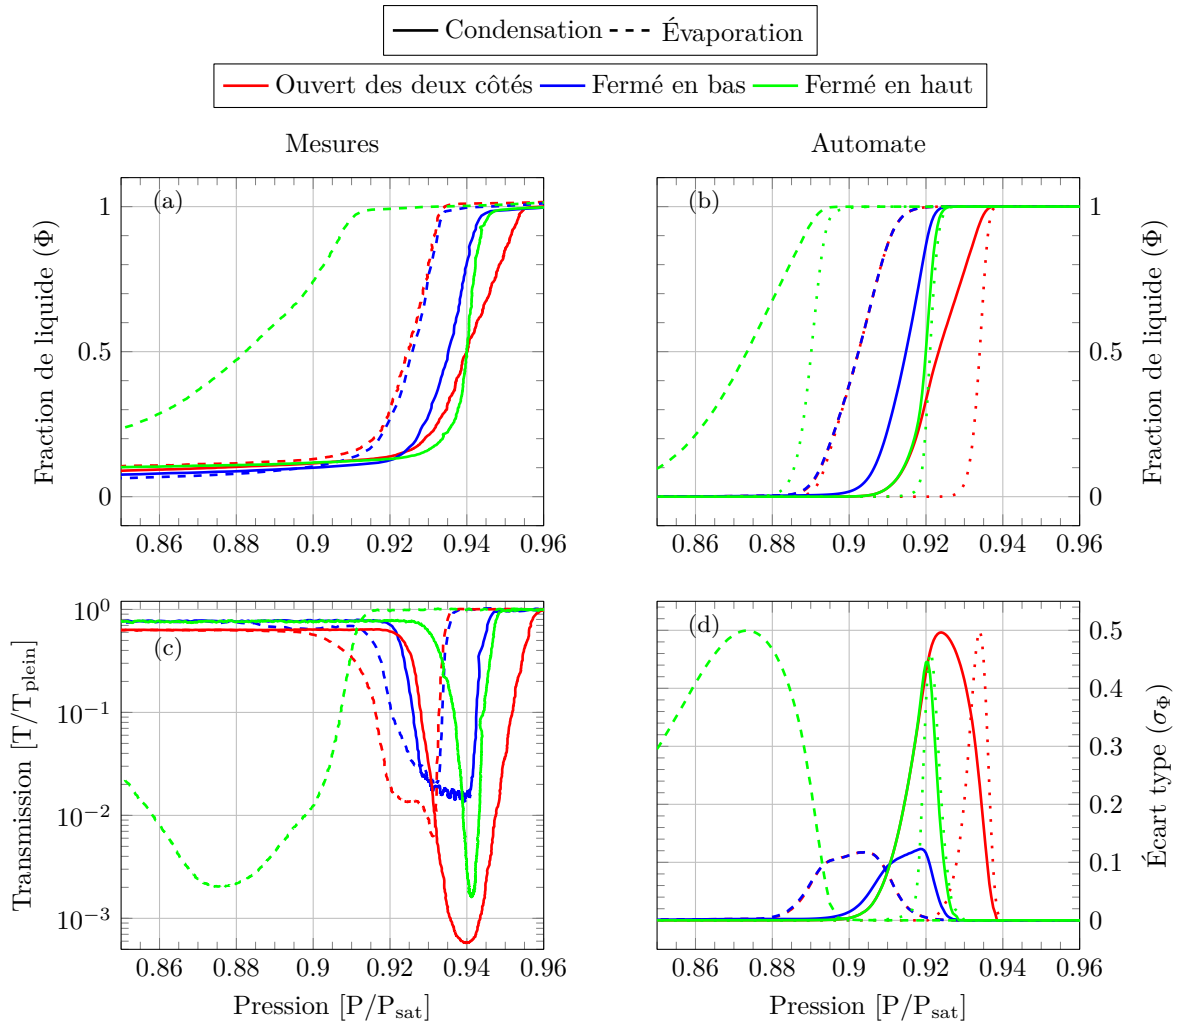 Condensation Évaporation
Ouvert des deux côtés Fermé en bas Fermé en haut
Mesures
Automate
(a)
1
0.5
0
Fraction de liquide (Φ)
0.86 0.88 0.9 0.92 0.94 0.96
(b)
1
0.5
0
Fraction de liquide (Φ)
0.86 0.88 0.9 0.92 0.94 0.96
(c)
10⁰
10⁻¹
10⁻²
10⁻³
Transmission [T/T_plein]
0.86 0.88 0.9 0.92 0.94 0.96
Pression [P/P_sat]
(d)
0.5
0.4
0.3
0.2
0.1
0
Écart type (σ_Φ)
0.86 0.88 0.9 0.92 0.94 0.96
Pression [P/P_sat]